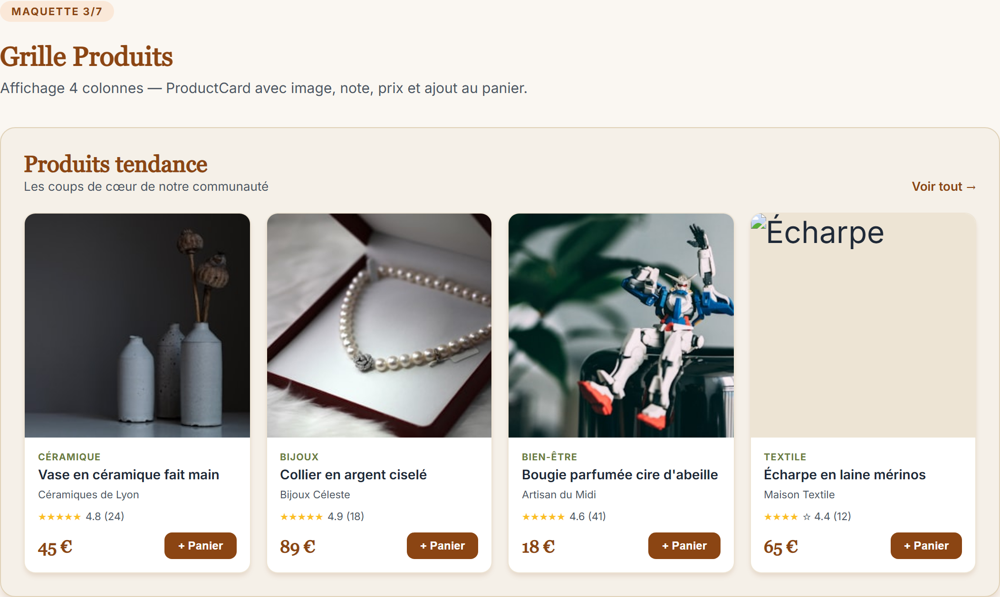 MAQUETTE 3/7
Grille Produits
Affichage 4 colonnes — ProductCard avec image, note, prix et ajout au panier.
Produits tendance
Les coups de cœur de notre communauté
Voir tout →
CÉRAMIQUE
Vase en céramique fait main
Céramiques de Lyon
★★★★★ 4.8 (24)
45 €
+ Panier
BIJOUX
Collier en argent ciselé
Bijoux Céleste
★★★★★ 4.9 (18)
89 €
+ Panier
BIEN-ÊTRE
Bougie parfumée cire d'abeille
Artisan du Midi
★★★★★ 4.6 (41)
18 €
+ Panier
Écharpe
TEXTILE
Écharpe en laine mérinos
Maison Textile
★★★★ ☆ 4.4 (12)
65 €
+ Panier